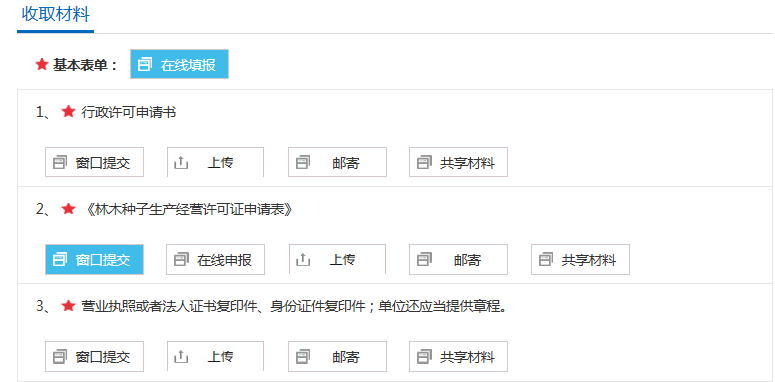 收取材料
基本表单： 在线填报
1、 行政许可申请书
窗口提交 上传 邮寄 共享材料
2、 《林木种子生产经营许可证申请表》
窗口提交 在线申报 上传 邮寄 共享材料
3、 营业执照或者法人证书复印件、身份证件复印件；单位还应当提供章程。
窗口提交 上传 邮寄 共享材料